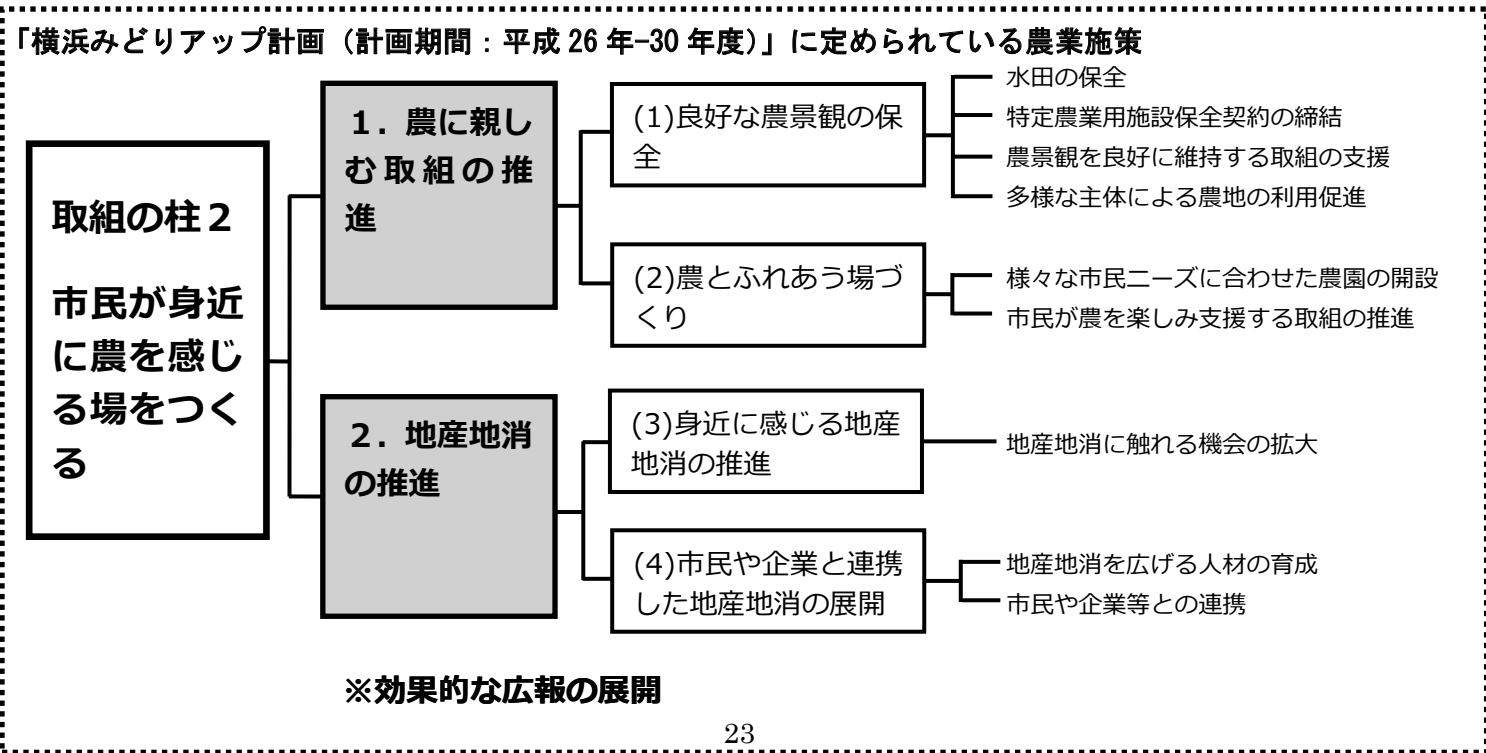 「横浜みどりアップ計画（計画期間：平成 26 年-30 年度）」に定められている農業施策
取組の柱２
市民が身近
に農を感じ
る場をつく
る
１．農に親し
む取組の推
進
(1)良好な農景観の保
全
水田の保全
特定農業用施設保全契約の締結
農景観を良好に維持する取組の支援
多様な主体による農地の利用促進
(2)農とふれあう場づ
くり
様々な市民ニーズに合わせた農園の開設
市民が農を楽しみ支援する取組の推進
２．地産地消
の推進
(3)身近に感じる地産
地消の推進
地産地消に触れる機会の拡大
(4)市民や企業と連携
した地産地消の展開
地産地消を広げる人材の育成
市民や企業等との連携
※効果的な広報の展開
23